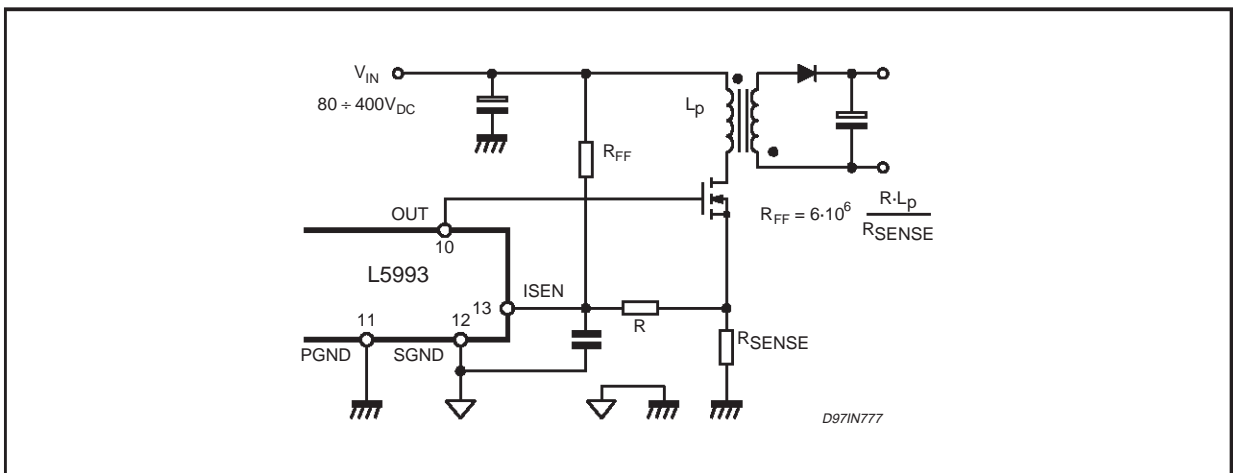 V_IN
80 ÷ 400V_DC
L_p
R_FF
R_FF = 6·10^6 R·L_p / R_SENSE
OUT
10
L5993
13
ISEN
R
11
12
R_SENSE
PGND
SGND
D97IN777